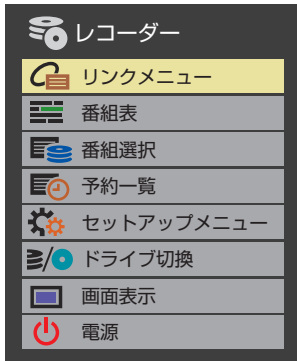 レコーダー
リンクメニュー
番組表
番組選択
予約一覧
セットアップメニュー
ドライブ切換
画面表示
電源